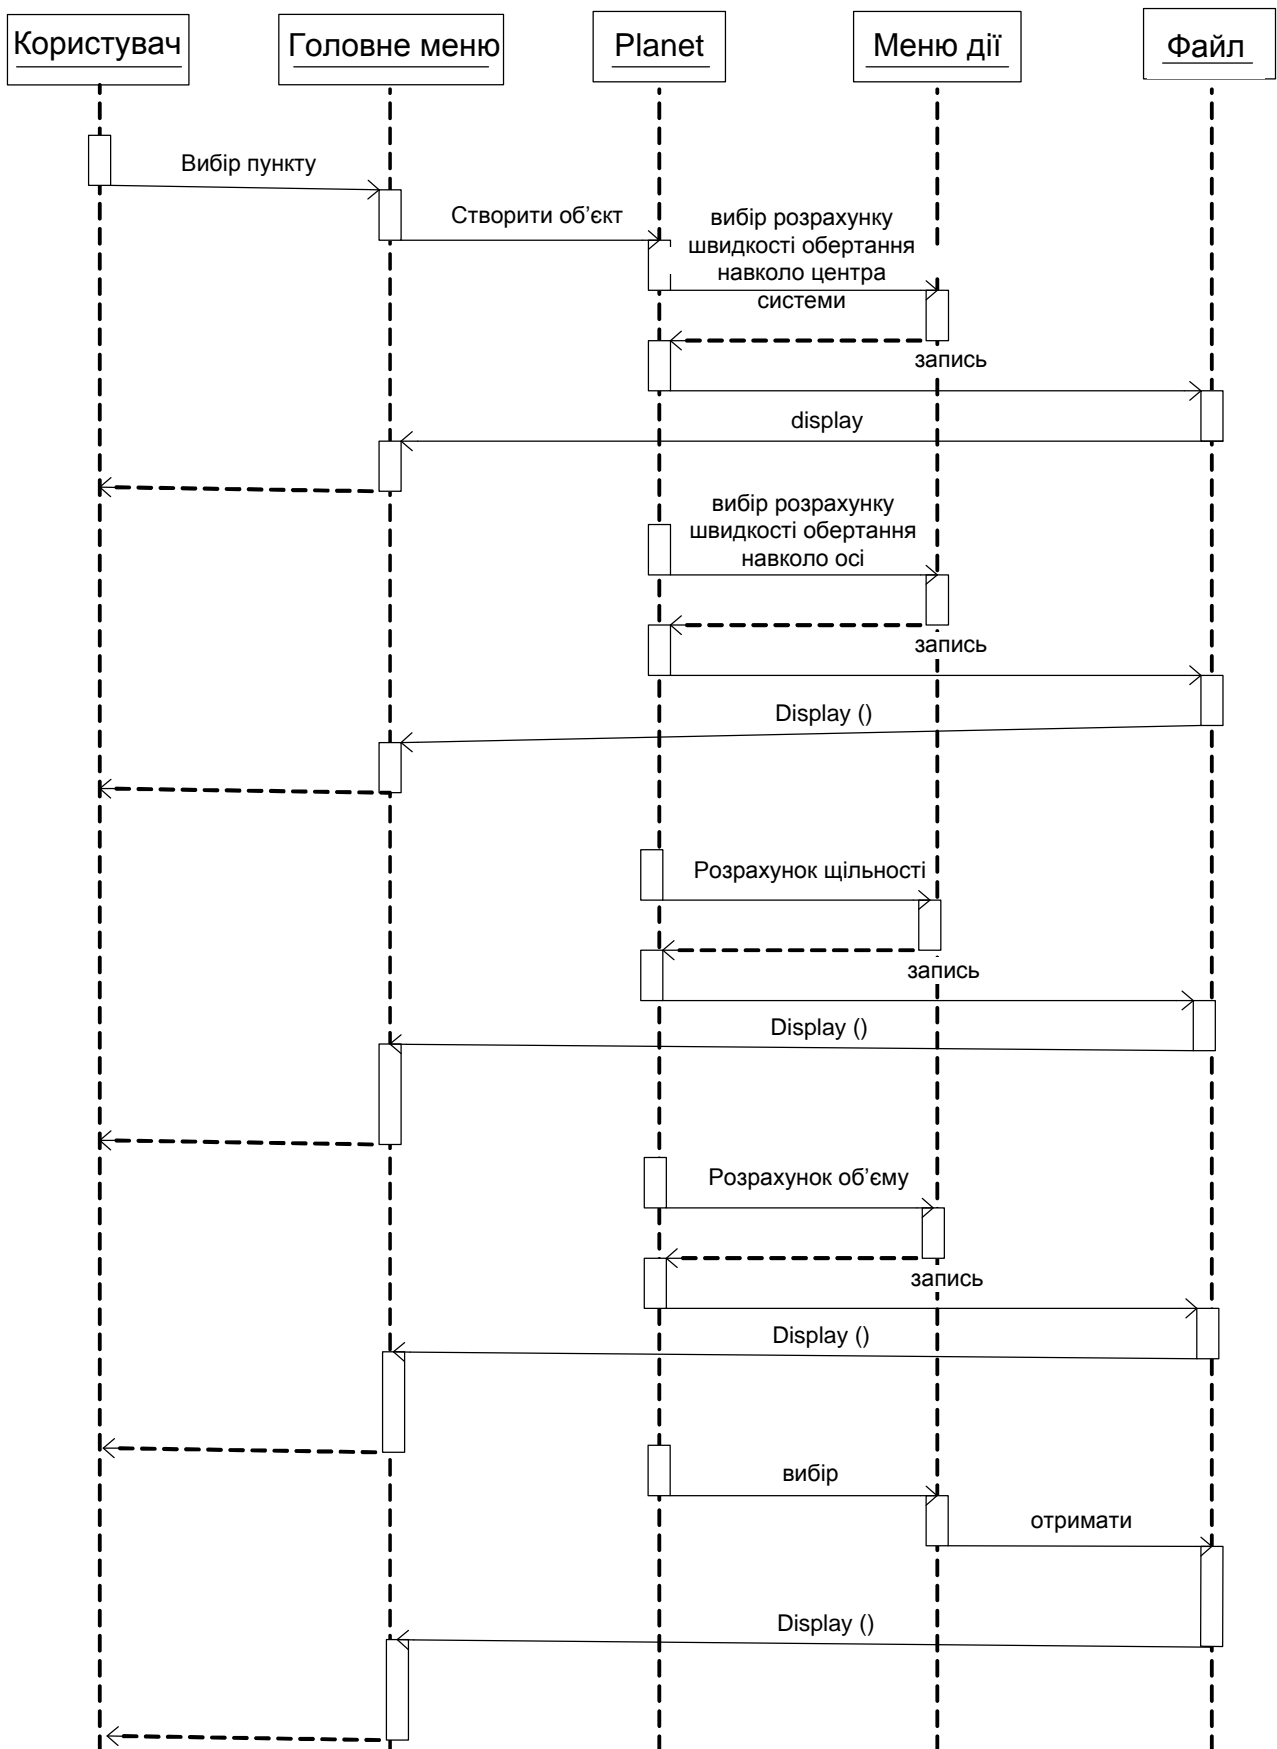 Користувач
Головне меню
Planet
Меню дії
Файл
Вибір пункту
Створити об’єкт
вибір розрахунку
швидкості обертання
навколо центра
системи
запись
display
вибір розрахунку
швидкості обертання
навколо осі
запись
Display ()
Розрахунок щільності
запись
Display ()
Розрахунок об’єму
запись
Display ()
вибір
отримати
Display ()